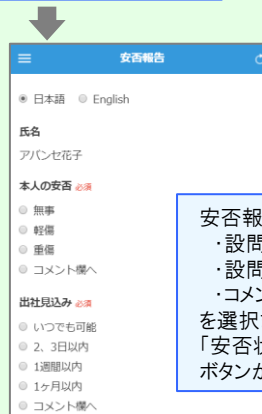 安否報告
日本語 English
氏名
アバンセ花子
本人の安否 必須
無事
軽傷
重傷
コメント欄へ
出社見込み 必須
いつでも可能
2、3日以内
1週間以内
1ヶ月以内
コメント欄へ
安否報
・設問
・設問
・コメン
を選択
「安否状
ボタンか